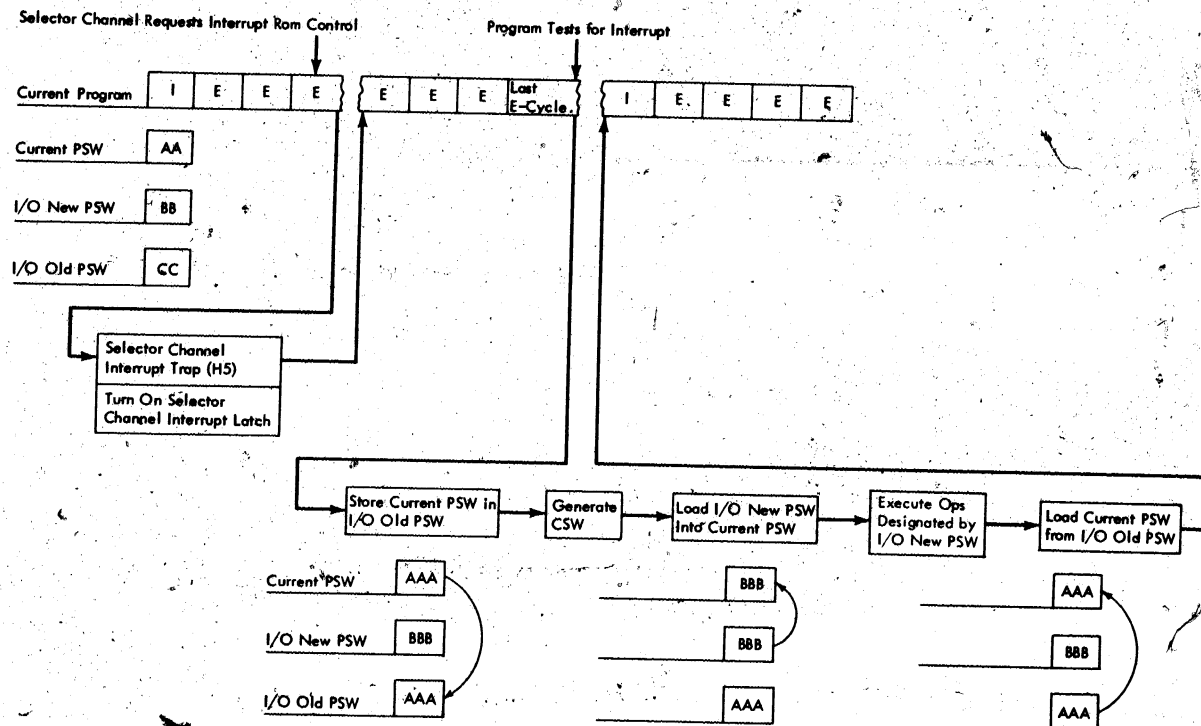 Selector Channel Requests Interrupt Rom Control
Program Tests for Interrupt
Current Program I E E E E E E E Last E-Cycle. I E. E E E
Current PSW AA
I/O New PSW BB
I/O Old PSW CC
Selector Channel
Interrupt Trap (H5)
Turn On Selector
Channel Interrupt Latch
Store Current PSW in
I/O Old PSW
Generate
CSW
Load I/O New PSW
Into Current PSW
Execute Ops
Designated by
I/O New PSW
Load Current PSW
from I/O Old PSW
Current PSW AAA BBB AAA
I/O New PSW BBB BBB BBB
I/O Old PSW AAA AAA AAA